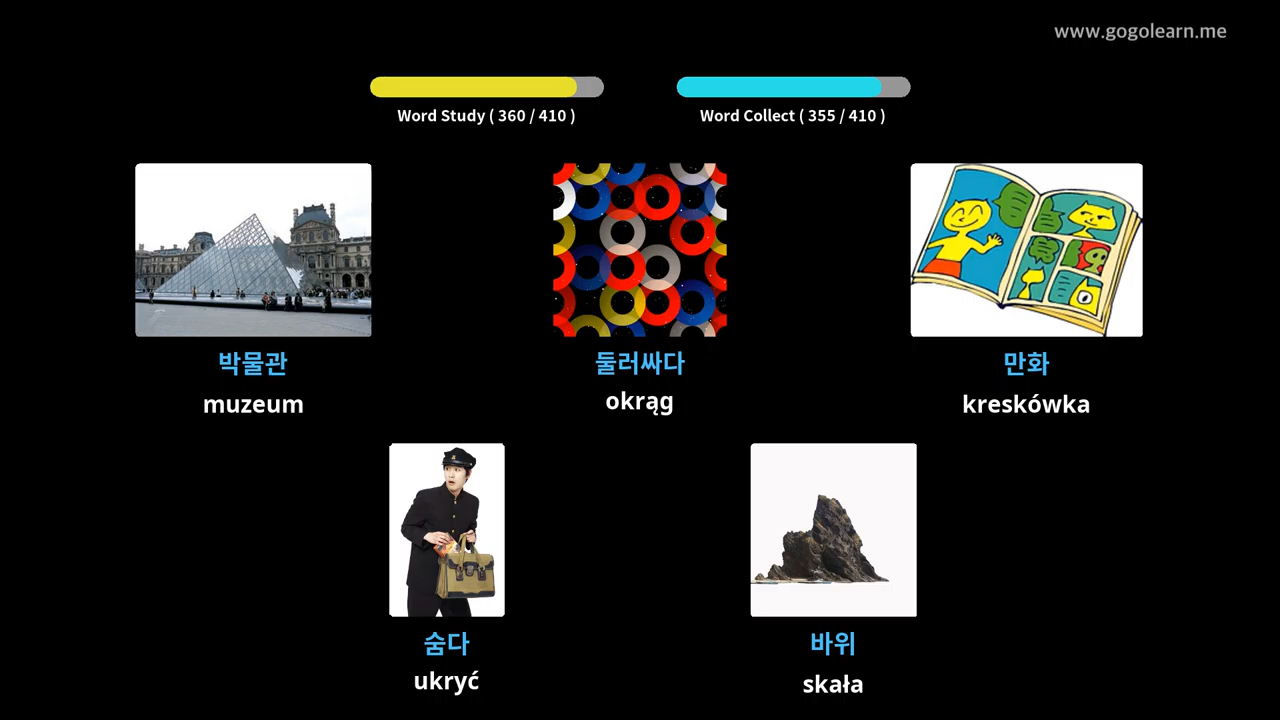 www.gogolearn.me
Word Study ( 360 / 410 )
Word Collect ( 355 / 410 )
박물관
둘러싸다
만화
muzeum
okrąg
kreskówka
숨다
바위
ukryć
skała